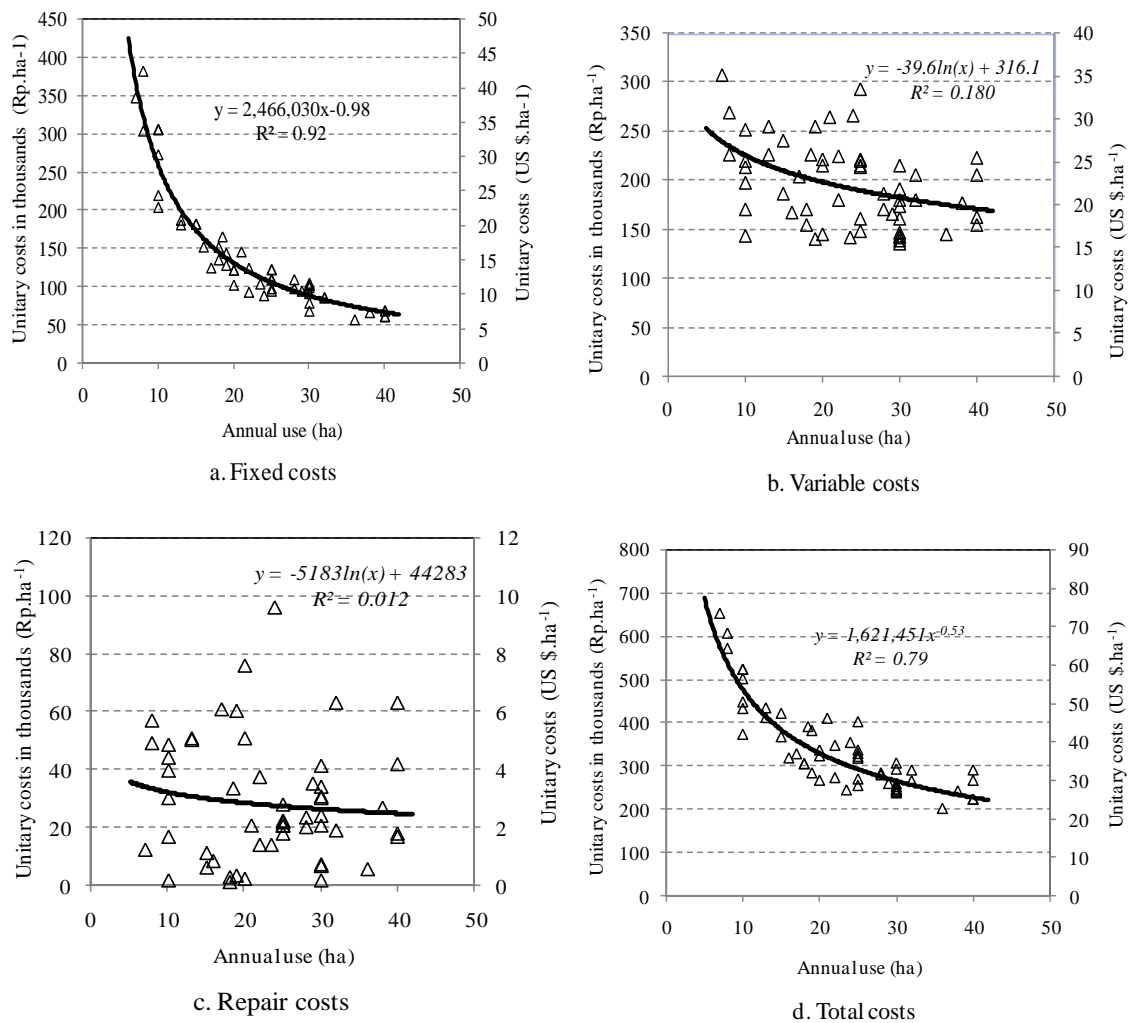 Unitary costs in thousands (Rp.ha-1)
450
400
350
300
250
200
150
100
50
0
50
45
40
35
30
25
20
15
10
5
0
Unitary costs (US $.ha-1)
y = 2,466,030x-0.98
R² = 0.92
0 10 20 30 40 50
Annual use (ha)
a. Fixed costs
Unitary costs in thousands (Rp.ha-1)
350
300
250
200
150
100
50
0
40
35
30
25
20
15
10
5
0
Unitary costs (US $.ha-1)
y = -39.6ln(x) + 316.1
R² = 0.180
0 10 20 30 40 50
Annual use (ha)
b. Variable costs
Unitary costs in thousands (Rp.ha-1)
120
100
80
60
40
20
0
12
10
8
6
4
2
0
Unitary costs (US $.ha-1)
y = -5183ln(x) + 44283
R² = 0.012
0 10 20 30 40 50
Annual use (ha)
c. Repair costs
Unitary costs in thousands (Rp.ha-1)
800
700
600
500
400
300
200
100
0
90
80
70
60
50
40
30
20
10
0
Unitary costs (US $.ha-1)
y = 1,621,451x-0.53
R² = 0.79
0 10 20 30 40 50
Annual use (ha)
d. Total costs